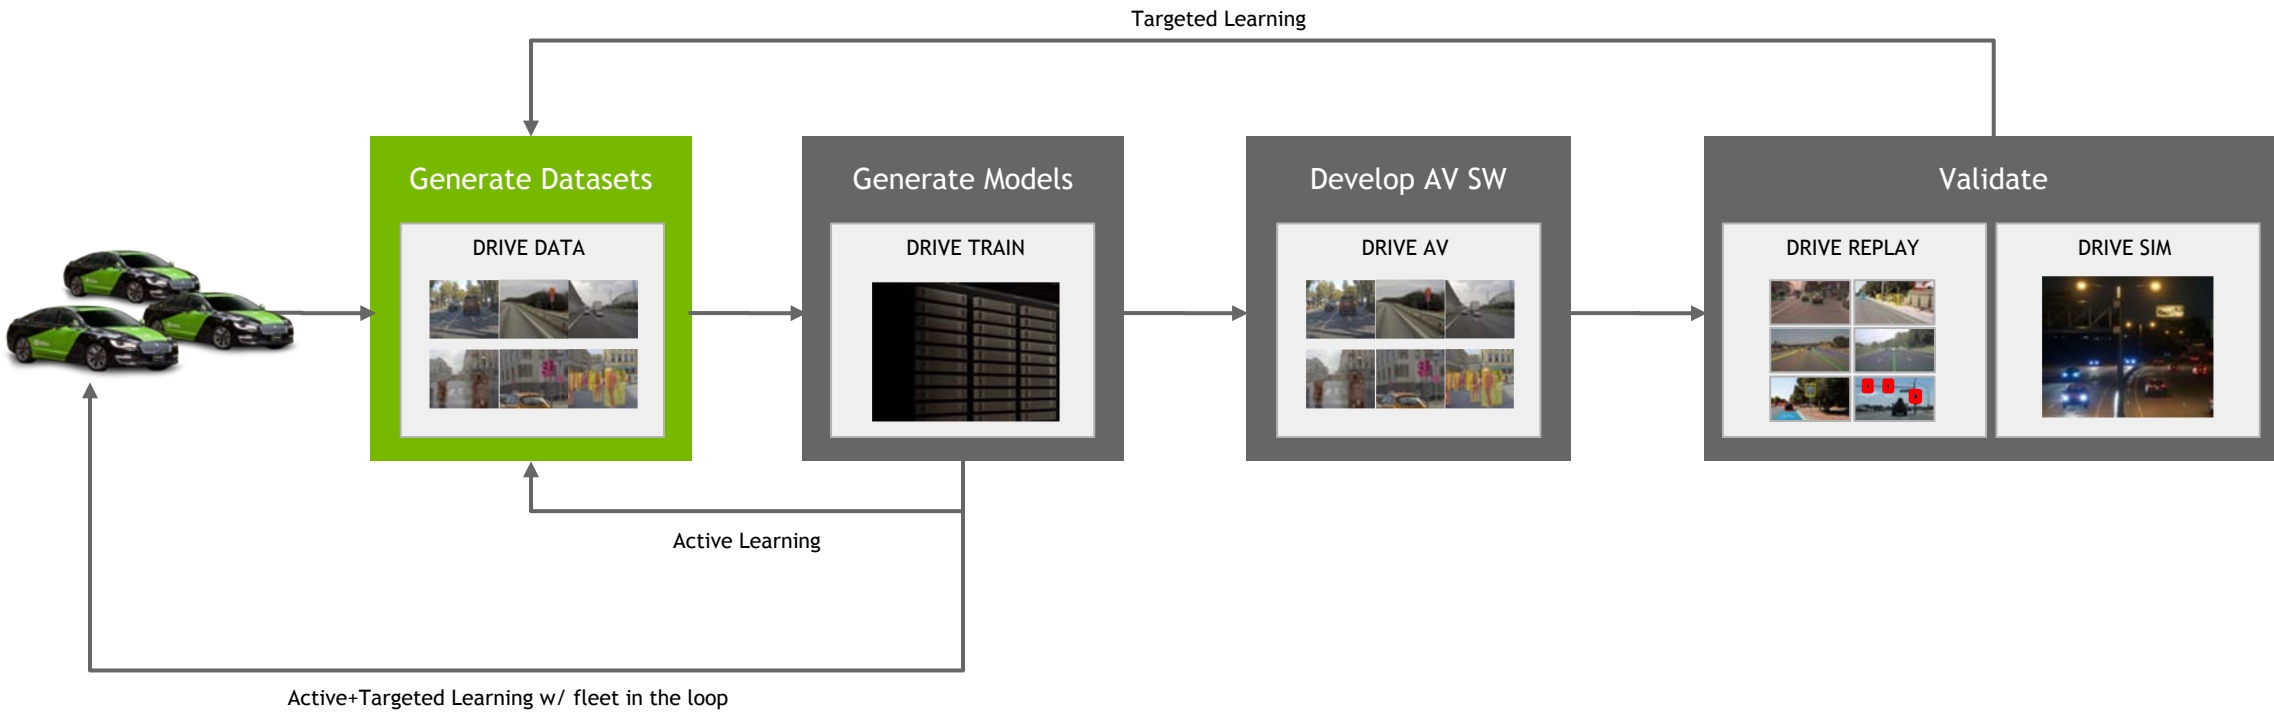 Targeted Learning
Generate Datasets
Generate Models
Develop AV SW
Validate
DRIVE DATA
DRIVE TRAIN
DRIVE AV
DRIVE REPLAY
DRIVE SIM
Active Learning
Active+Targeted Learning w/ fleet in the loop